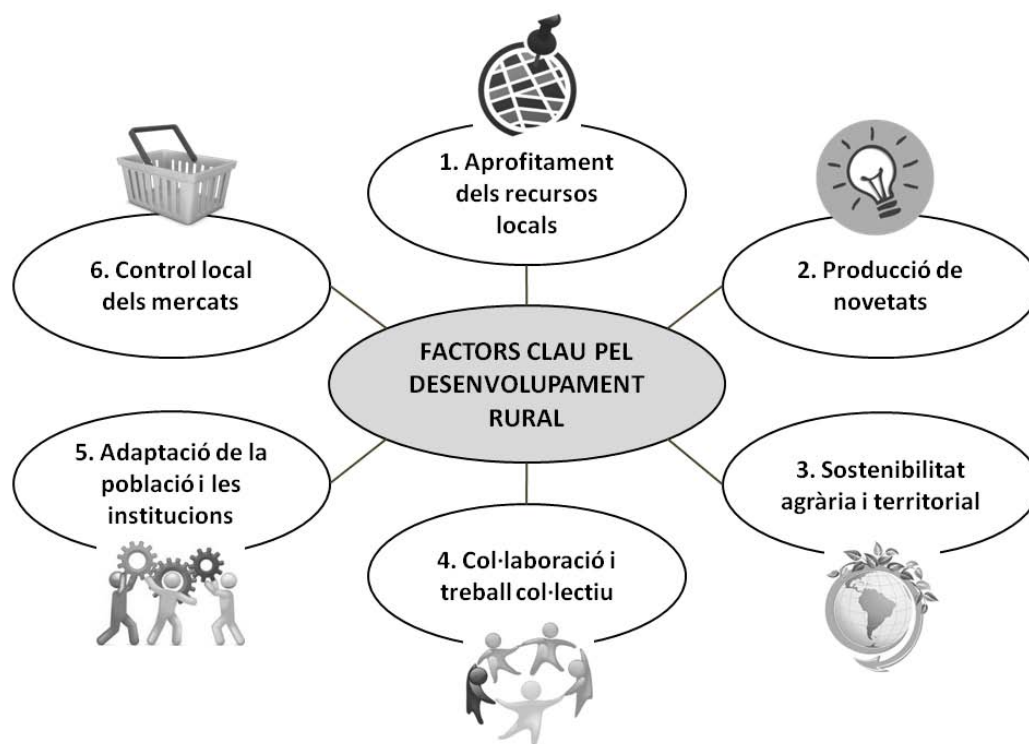 1. Aprofitament
dels recursos
locals
2. Producció de
novetats
3. Sostenibilitat
agrària i territorial
4. Col·laboració i
treball col·lectiu
5. Adaptació de la
població i les
institucions
6. Control local
dels mercats
FACTORS CLAU PEL
DESENVOLUPAMENT
RURAL